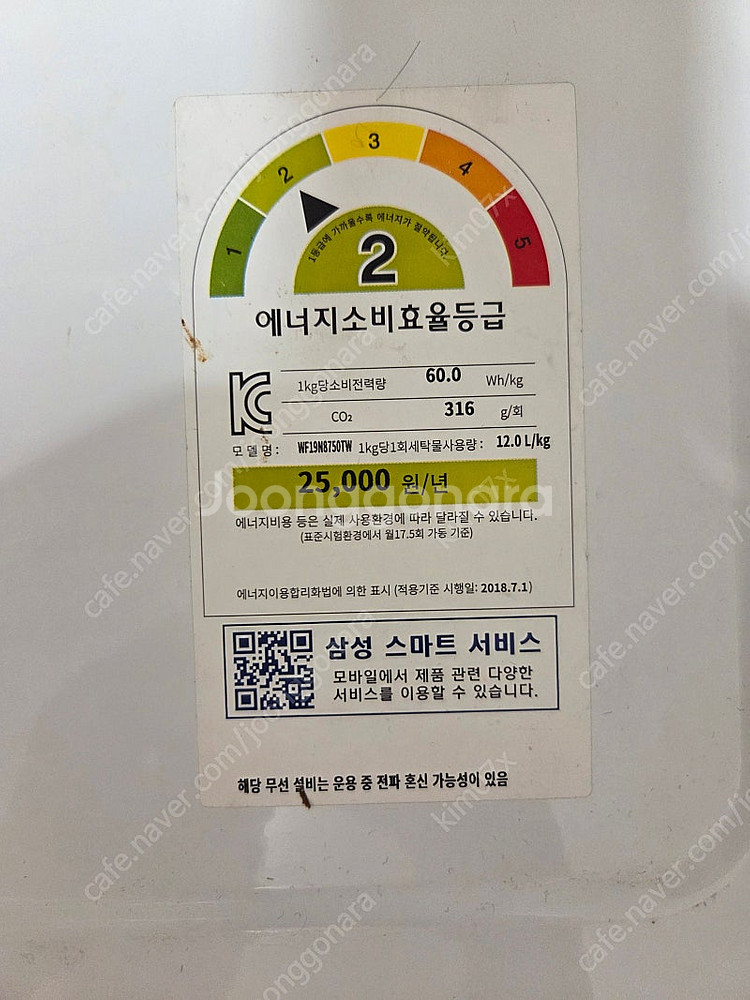 1 2 3 4 5
1등급에 가까울수록 에너지가 절약됩니다.
2
에너지소비효율등급
1kg당소비전력량 60.0 Wh/kg
CO₂ 316 g/회
모델명: WF19N8750TW 1kg당1회세탁물사용량: 12.0 L/kg
25,000 원/년
joonggonara
에너지비용 등은 실제 사용환경에 따라 달라질 수 있습니다.
(표준시험환경에서 월17.5회 가동 기준)
에너지이용합리화법에 의한 표시 (적용기준 시행일: 2018.7.1)
삼성 스마트 서비스
모바일에서 제품 관련 다양한
서비스를 이용할 수 있습니다.
해당 무선 설비는 운용 중 전파 혼신 가능성이 있음
cafe.naver.com/joonggonara
kim07x